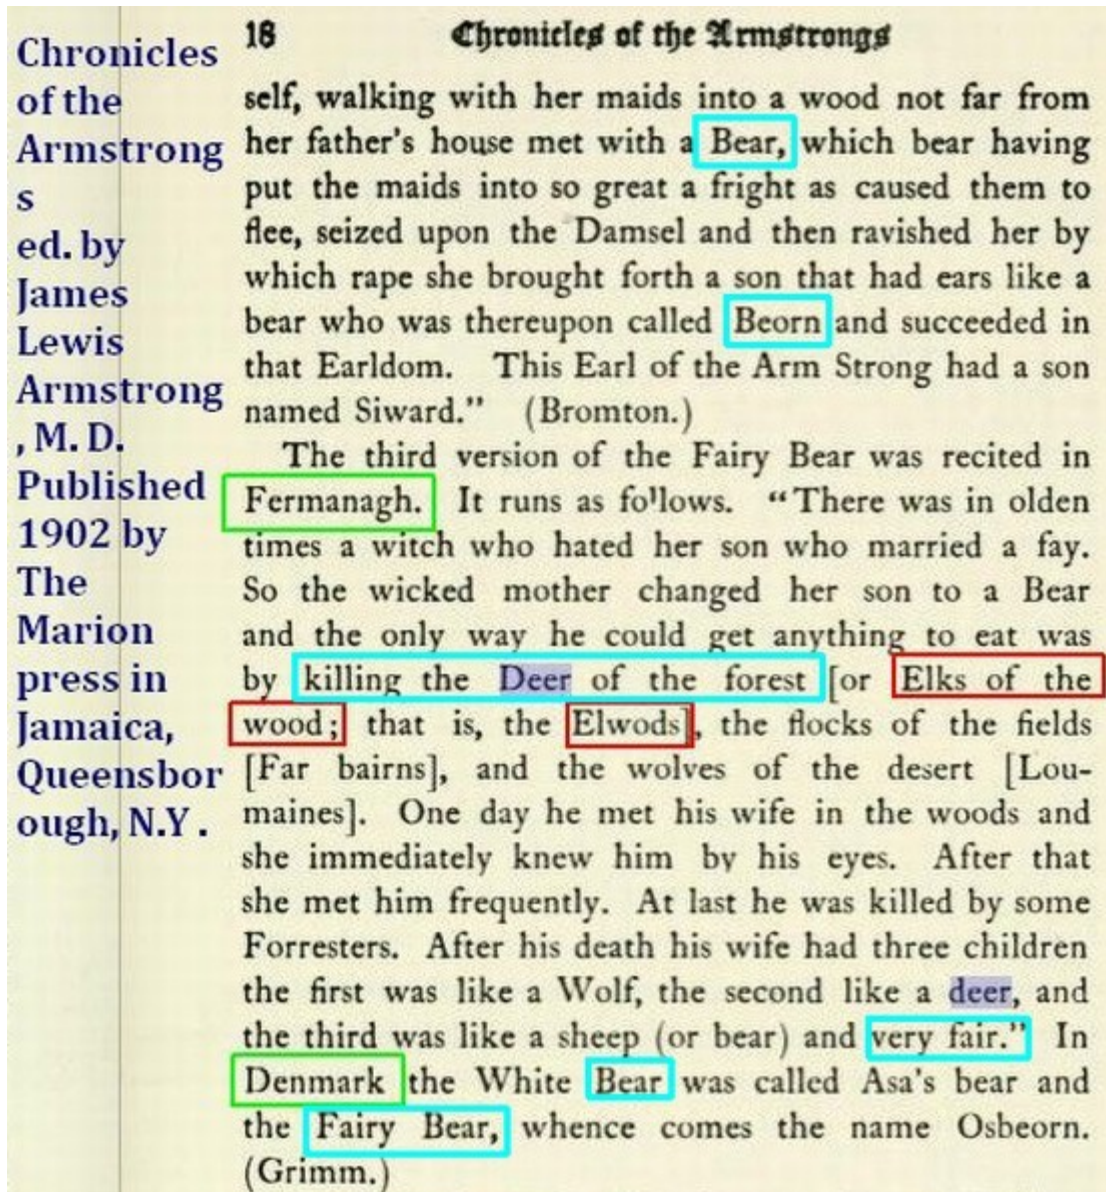 Chronicles
of the
Armstrong
s
ed. by
James
Lewis
Armstrong
, M. D.
Published
1902 by
The
Marion
press in
Jamaica,
Queensbor
ough, N.Y .
18 Chronicles of the Armstrongs
self, walking with her maids into a wood not far from
her father's house met with a Bear, which bear having
put the maids into so great a fright as caused them to
flee, seized upon the Damsel and then ravished her by
which rape she brought forth a son that had ears like a
bear who was thereupon called Beorn and succeeded in
that Earldom. This Earl of the Arm Strong had a son
named Siward." (Bromton.)
The third version of the Fairy Bear was recited in
Fermanagh. It runs as follows. "There was in olden
times a witch who hated her son who married a fay.
So the wicked mother changed her son to a Bear
and the only way he could get anything to eat was
by killing the Deer of the forest [or Elks of the
wood; that is, the Elwods], the flocks of the fields
[Far bairns], and the wolves of the desert [Lou-
maines]. One day he met his wife in the woods and
she immediately knew him by his eyes. After that
she met him frequently. At last he was killed by some
Forresters. After his death his wife had three children
the first was like a Wolf, the second like a deer, and
the third was like a sheep (or bear) and very fair." In
Denmark the White Bear was called Asa's bear and
the Fairy Bear, whence comes the name Osbeorn.
(Grimm.)